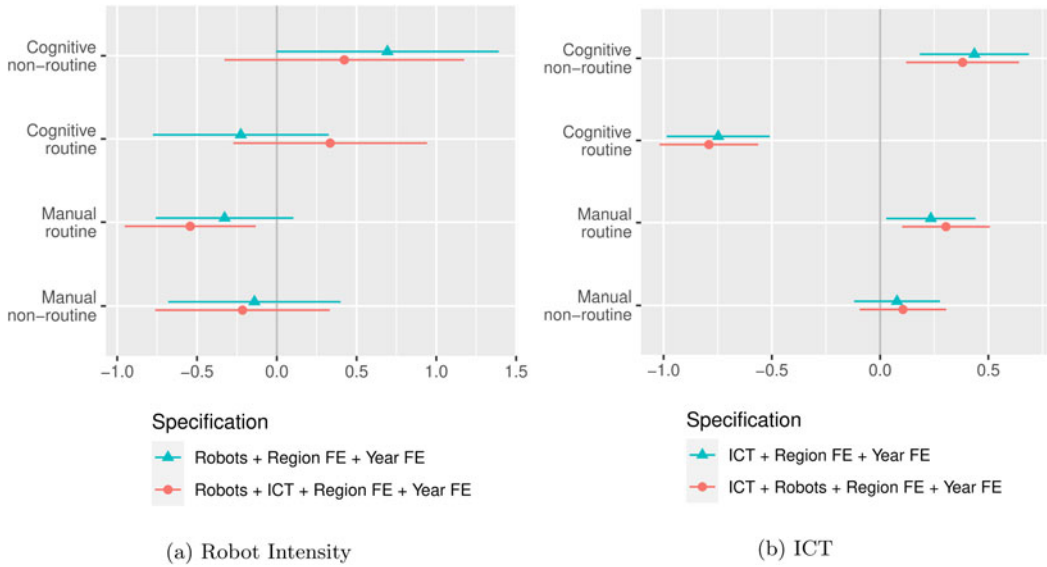 Cognitive
non−routine
Cognitive
routine
Manual
routine
Manual
non−routine
−1.0 −0.5 0.0 0.5 1.0 1.5
Specification
Robots + Region FE + Year FE
Robots + ICT + Region FE + Year FE
(a) Robot Intensity
Cognitive
non−routine
Cognitive
routine
Manual
routine
Manual
non−routine
−1.0 −0.5 0.0 0.5
Specification
ICT + Region FE + Year FE
ICT + Robots + Region FE + Year FE
(b) ICT